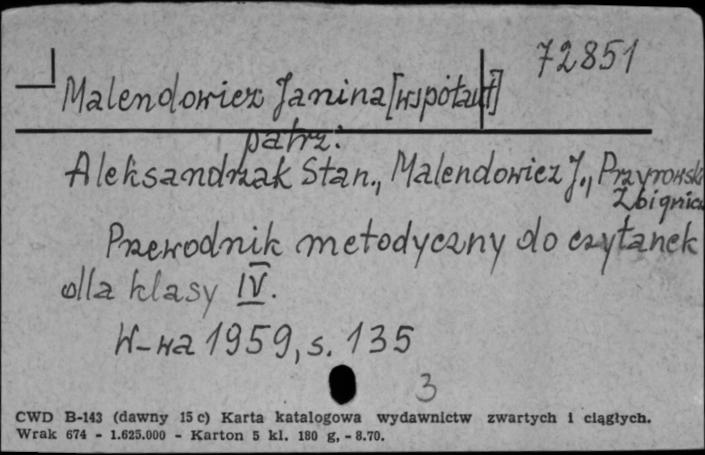 72851
Malendowicz Janina [współaut]
patrz:
Aleksandrzak Stan., Malendowicz J., Przyrowski
Zbigniew
Przewodnik metodyczny do czytanek
dla klasy IV.
W-wa 1959, s. 135
3
CWD B-143 (dawny 15 c) Karta katalogowa wydawnictw zwartych i ciągłych.
Wrak 674 - 1.625.000 - Karton 5 kl. 180 g, - 8.70.